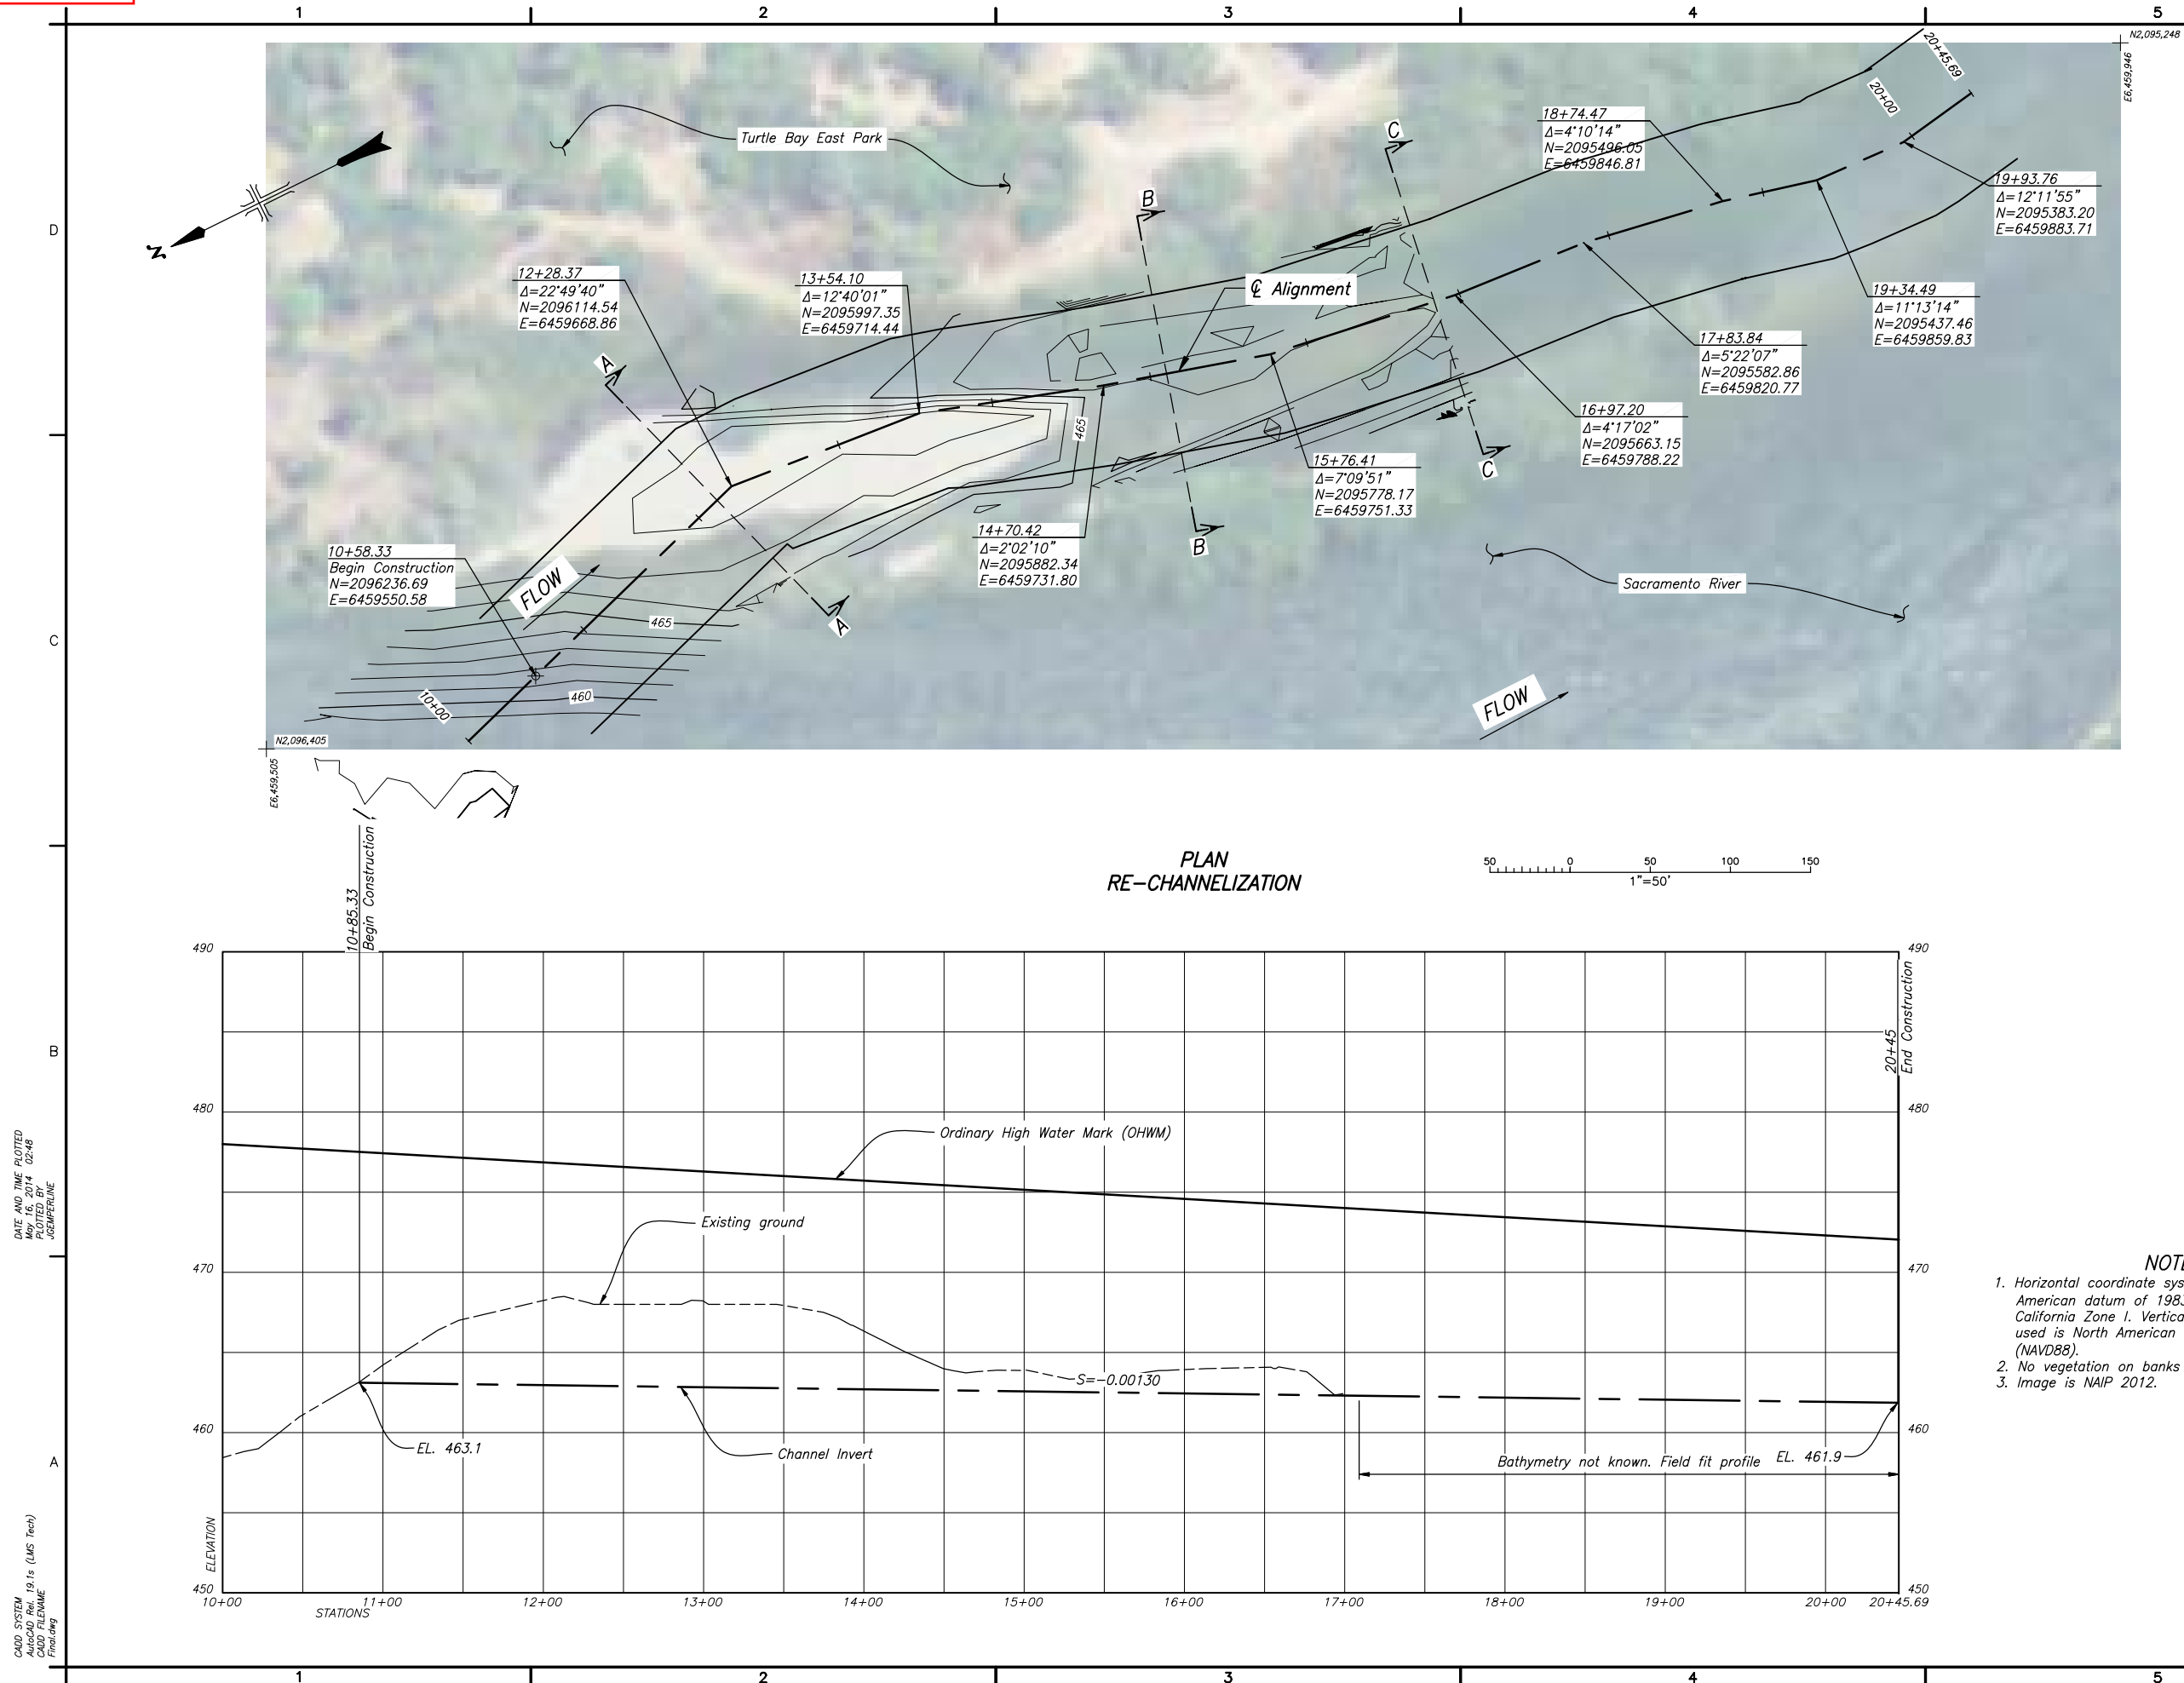 1 2 3 4 5
N2,095,248
E6,459,946
20+45.69
20+00
Turtle Bay East Park
C
18+74.47
Δ=4°10'14"
N=2095496.05
E=6459846.81
19+93.76
Δ=12°11'55"
N=2095383.20
E=6459883.71
B
D
N
12+28.37
Δ=22°49'40"
N=2096114.54
E=6459668.86
13+54.10
Δ=12°40'01"
N=2095997.35
E=6459714.44
℄ Alignment
19+34.49
Δ=11°13'14"
N=2095437.46
E=6459859.83
17+83.84
Δ=5°22'07"
N=2095582.86
E=6459820.77
A
465
16+97.20
Δ=4°17'02"
N=2095663.15
E=6459788.22
15+76.41
Δ=7°09'51"
N=2095778.17
E=6459751.33
C
14+70.42
Δ=2°02'10"
N=2095882.34
E=6459731.80
B
10+58.33
Begin Construction
N=2096236.69
E=6459550.58
FLOW
Sacramento River
465
A
C
460
10+00
FLOW
N2,096,405
E6,459,505
PLAN
RE-CHANNELIZATION
50 0 50 100 150
1"=50'
10+85.33
Begin Construction
490 490
20+45
End Construction
B
480 480
Ordinary High Water Mark (OHWM)
Existing ground
470 470
S=-0.00130
460 460
EL. 463.1
Channel Invert
Bathymetry not known. Field fit profile
EL. 461.9
A
ELEVATION
450 450
10+00 11+00 12+00 13+00 14+00 15+00 16+00 17+00 18+00 19+00 20+00 20+45.69
STATIONS
NOTE
1. Horizontal coordinate sys
American datum of 1983
California Zone I. Vertica
used is North American
(NAVD88).
2. No vegetation on banks
3. Image is NAIP 2012.
DATE AND TIME PLOTTED
May 16, 2014 02:48
PLOTTED BY
JGEMPERLINE
CADD SYSTEM
AutoCAD Rel. 19.1s (LMS Tech)
CADD FILENAME
Final.dwg
1 2 3 4 5